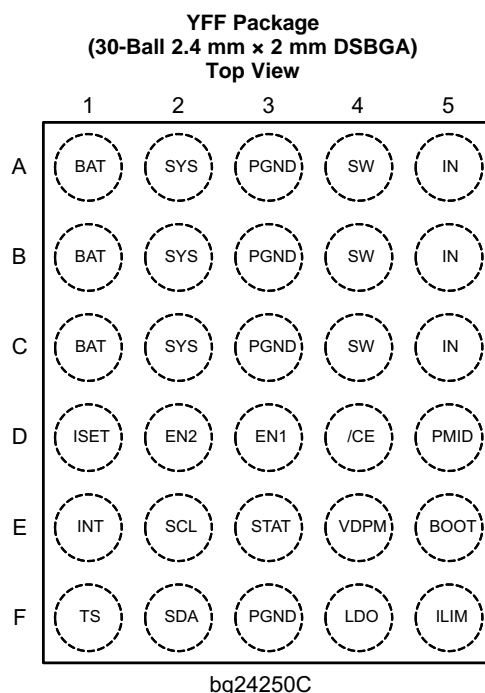 YFF Package
(30-Ball 2.4 mm × 2 mm DSBGA)
Top View
1 2 3 4 5
A BAT SYS PGND SW IN
B BAT SYS PGND SW IN
C BAT SYS PGND SW IN
D ISET EN2 EN1 /CE PMID
E INT SCL STAT VDPM BOOT
F TS SDA PGND LDO ILIM
bq24250C